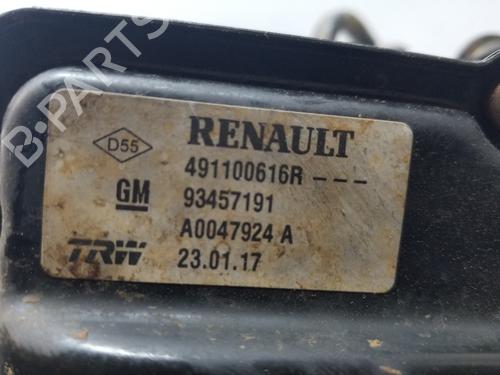 B-PARTS
D55
RENAULT
491100616R ---
GM
93457191
A0047924 A
TRW
23.01.17